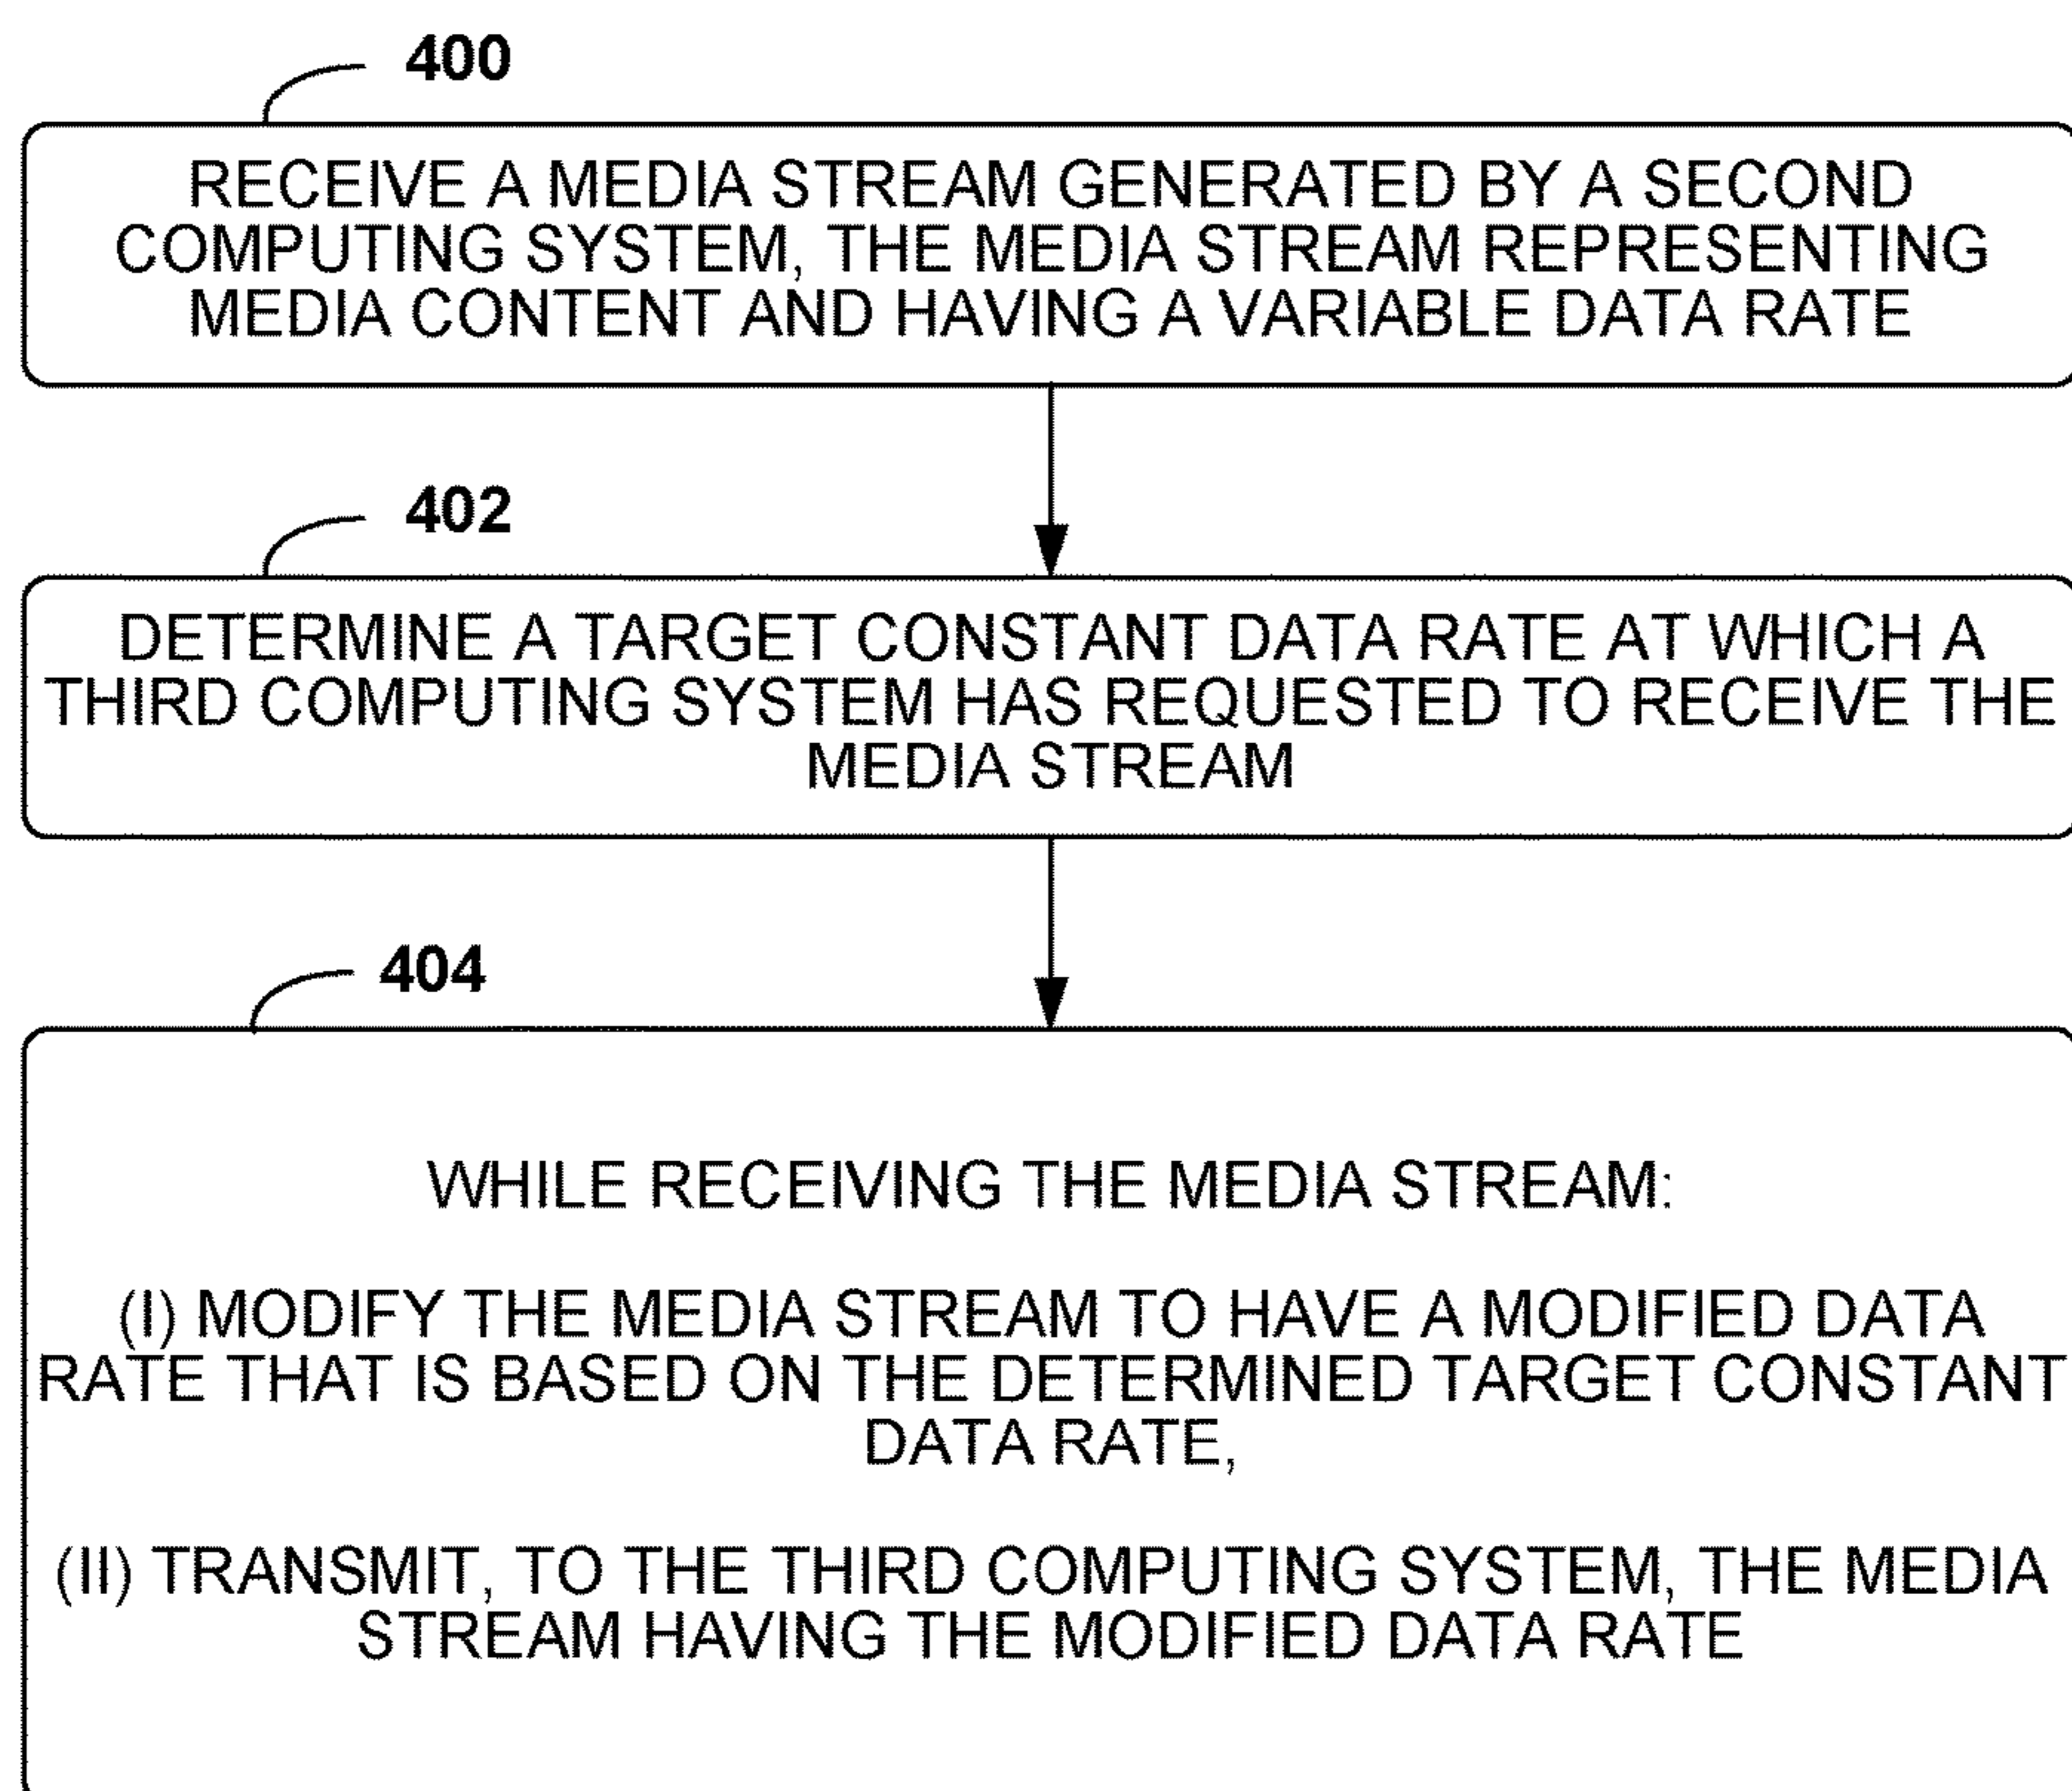 400
RECEIVE A MEDIA STREAM GENERATED BY A SECOND
COMPUTING SYSTEM, THE MEDIA STREAM REPRESENTING
MEDIA CONTENT AND HAVING A VARIABLE DATA RATE
402
DETERMINE A TARGET CONSTANT DATA RATE AT WHICH A
THIRD COMPUTING SYSTEM HAS REQUESTED TO RECEIVE THE
MEDIA STREAM
404
WHILE RECEIVING THE MEDIA STREAM:
(I) MODIFY THE MEDIA STREAM TO HAVE A MODIFIED DATA
RATE THAT IS BASED ON THE DETERMINED TARGET CONSTANT
DATA RATE,
(II) TRANSMIT, TO THE THIRD COMPUTING SYSTEM, THE MEDIA
STREAM HAVING THE MODIFIED DATA RATE